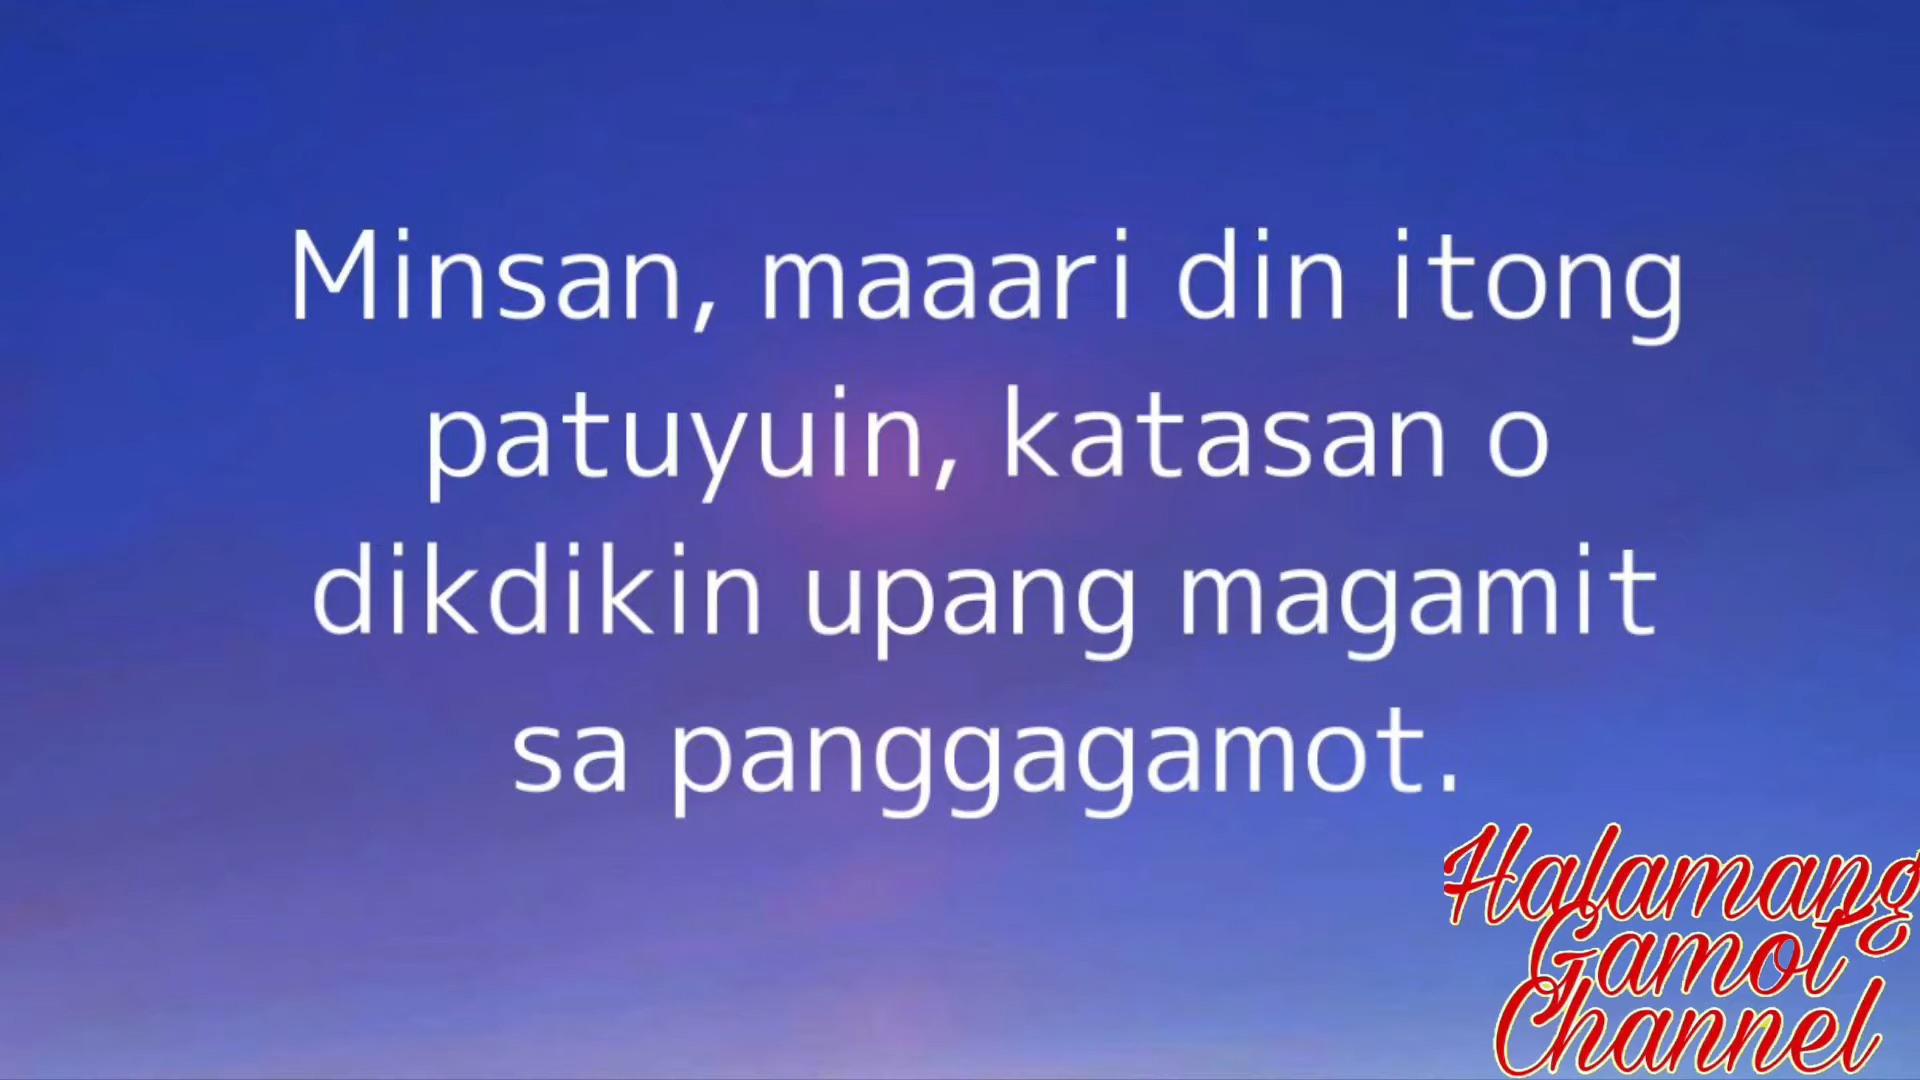 Minsan, maaari din itong
patuyuin, katasan o
dikdikin upang magamit
sa panggagamot.
Halamang
Gamot
Channel